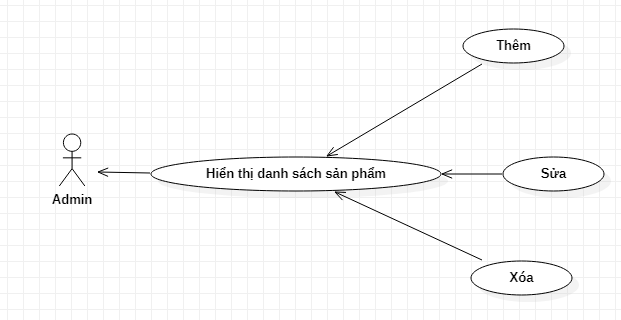 Thêm
Hiển thị danh sách sản phẩm
Sửa
Admin
Xóa